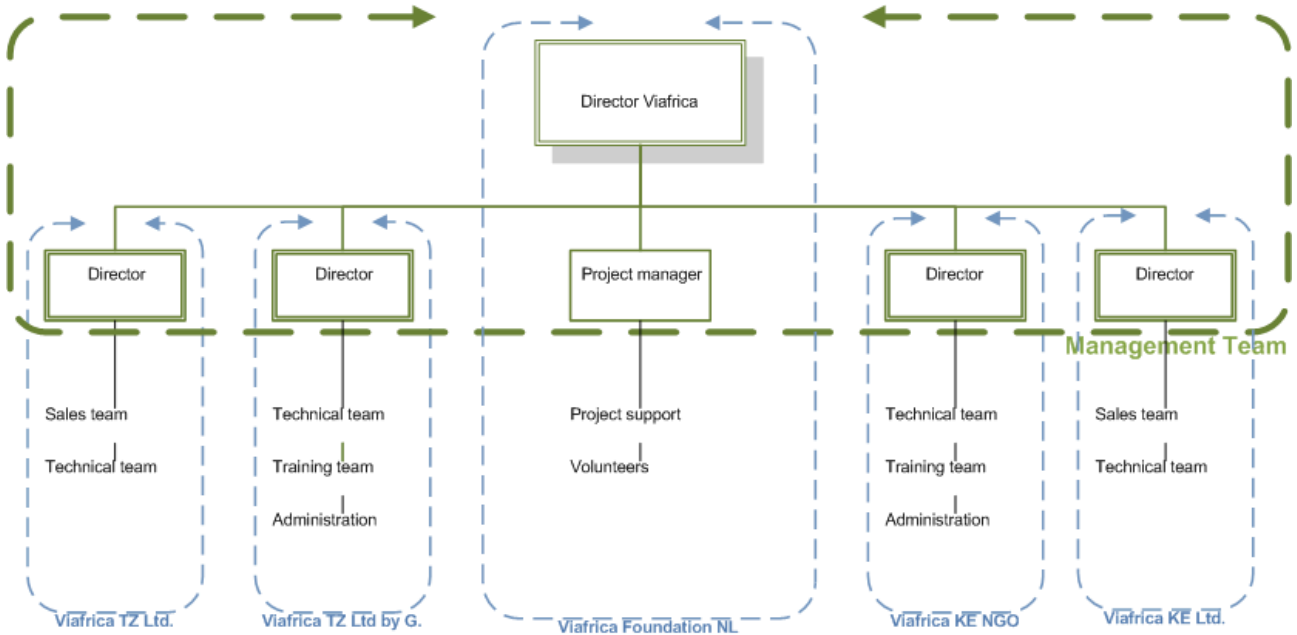 Director Viafrica
Director
Director
Project manager
Director
Director
Management Team
Sales team
Technical team
Project support
Technical team
Sales team
Technical team
Training team
Volunteers
Training team
Technical team
Administration
Administration
Viafrica TZ Ltd.
Viafrica TZ Ltd by G.
Viafrica Foundation NL
Viafrica KE NGO
Viafrica KE Ltd.